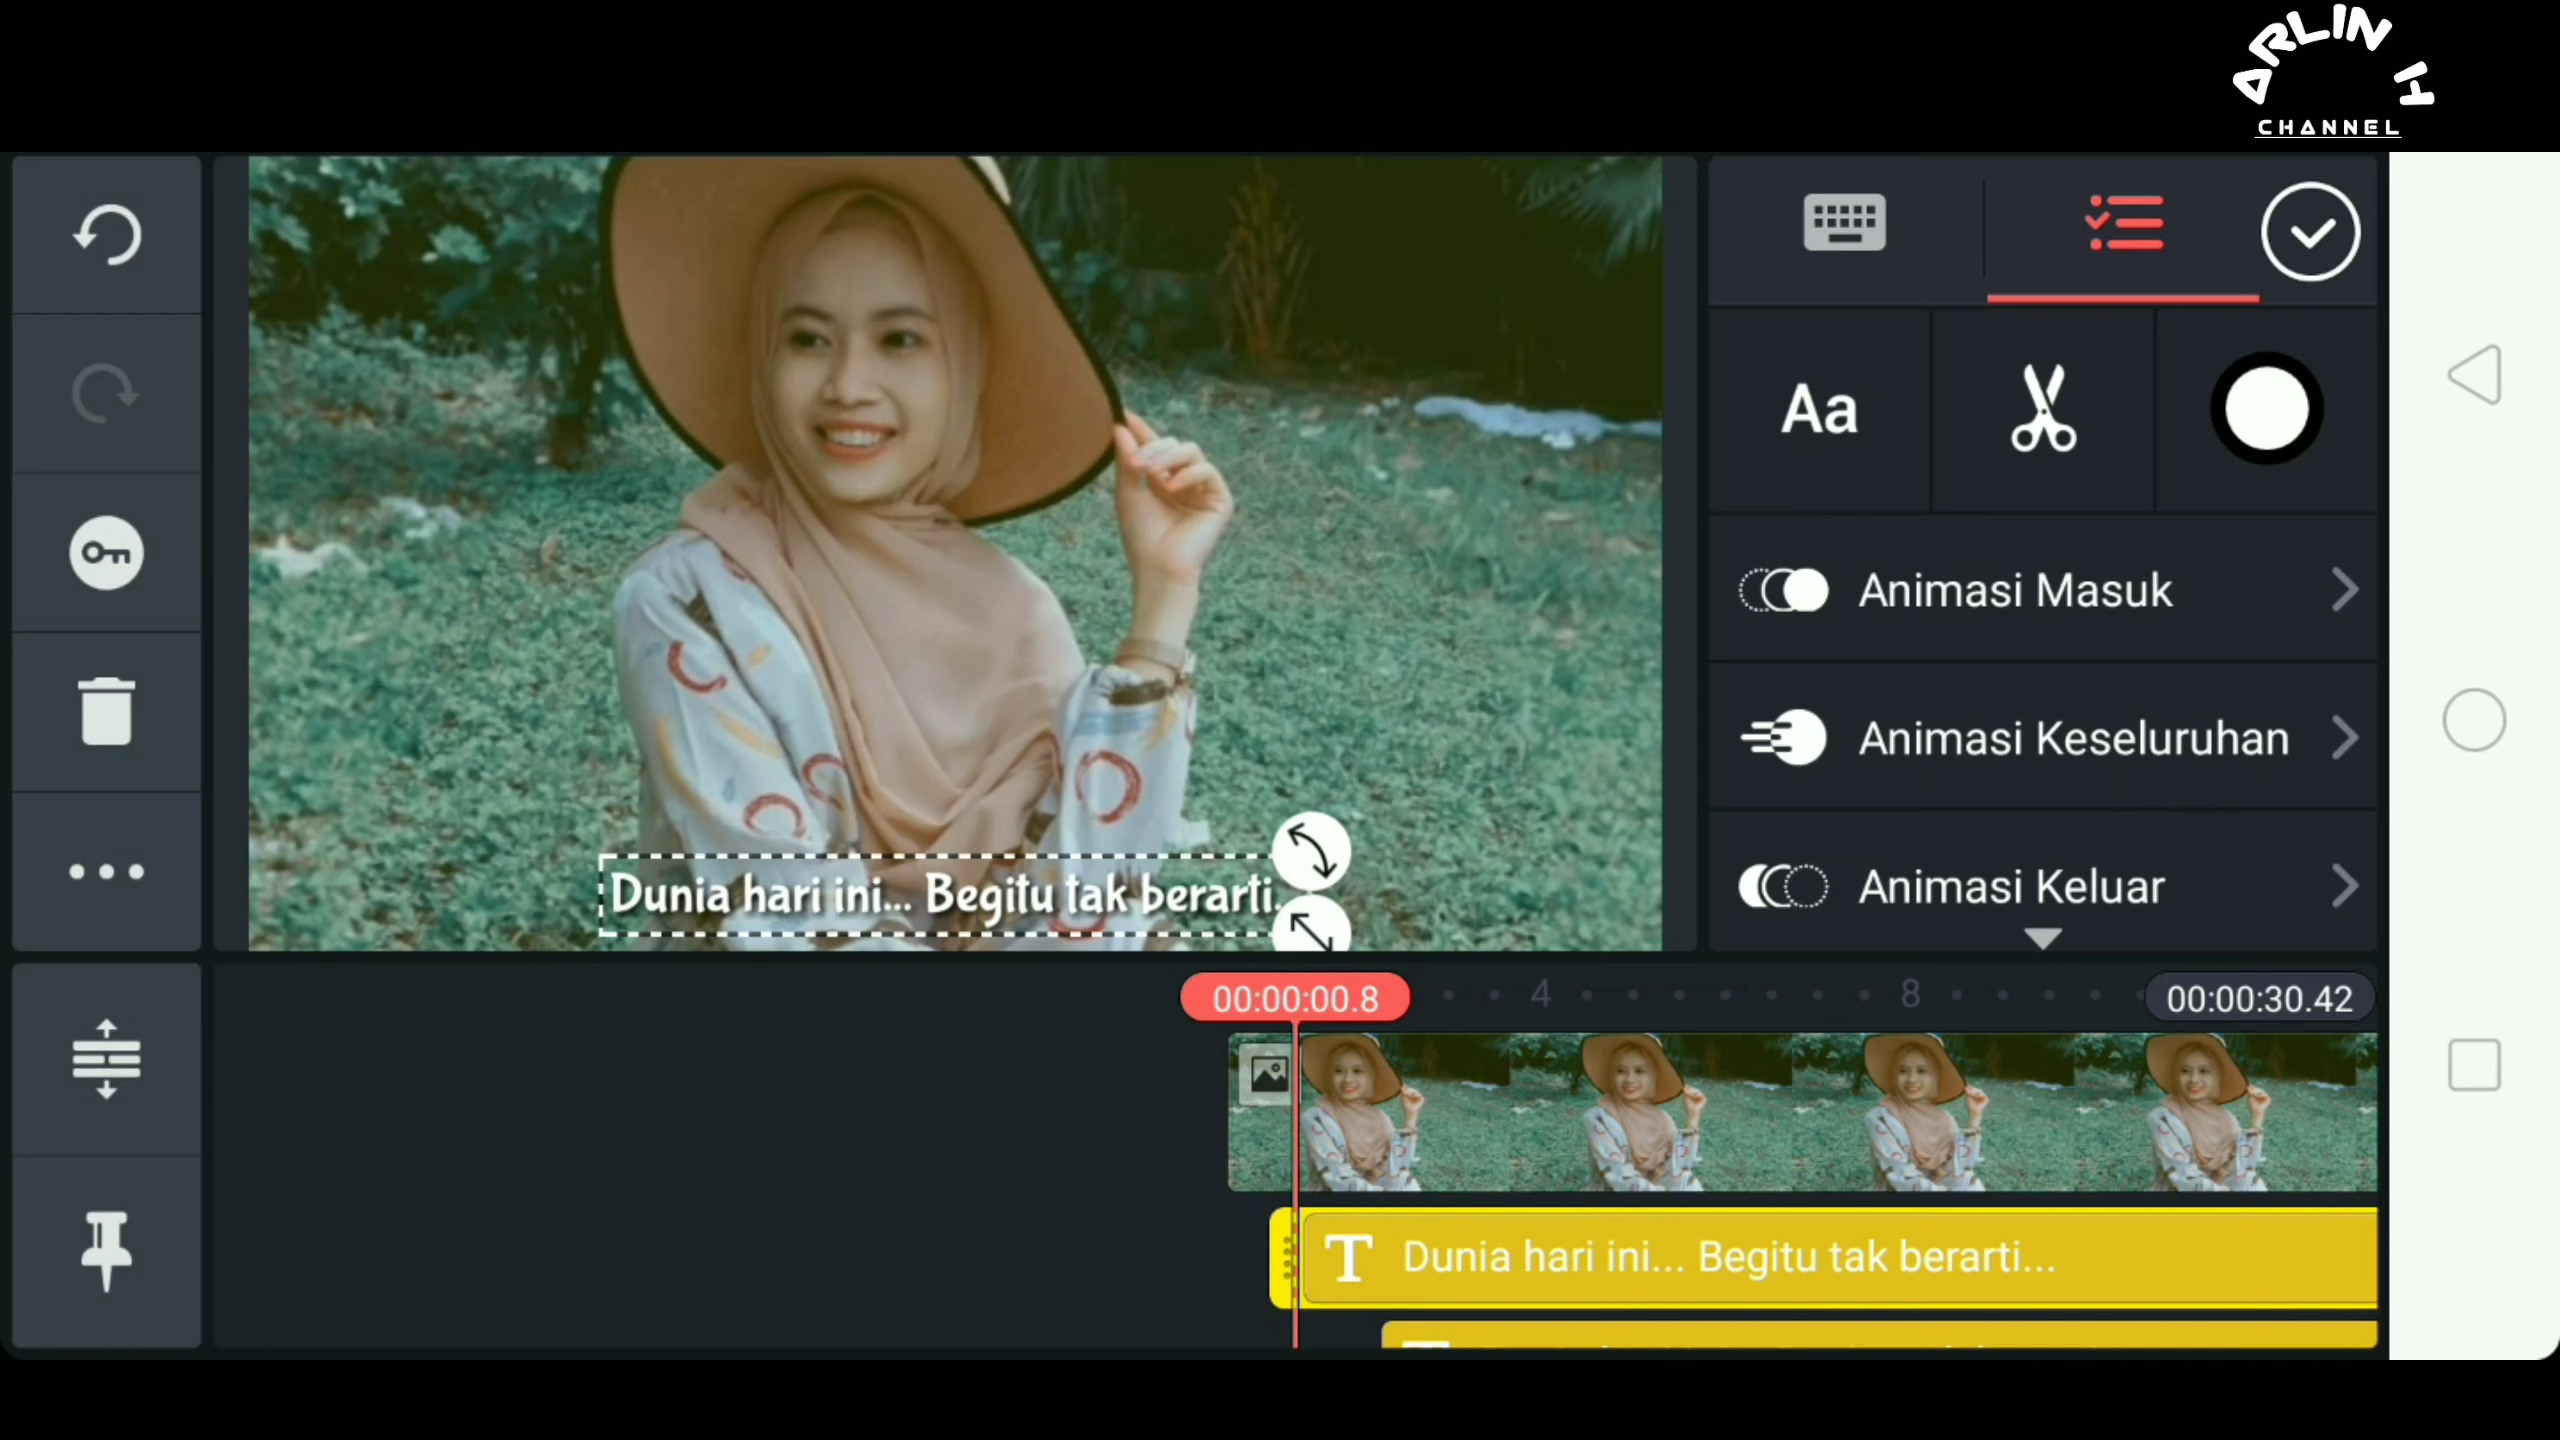 ARLIN H
CHANNEL
Aa
Animasi Masuk
Animasi Keseluruhan
Animasi Keluar
Dunia hari ini... Begitu tak berarti.
00:00:00.8
4
8
00:00:30.42
T Dunia hari ini... Begitu tak berarti...